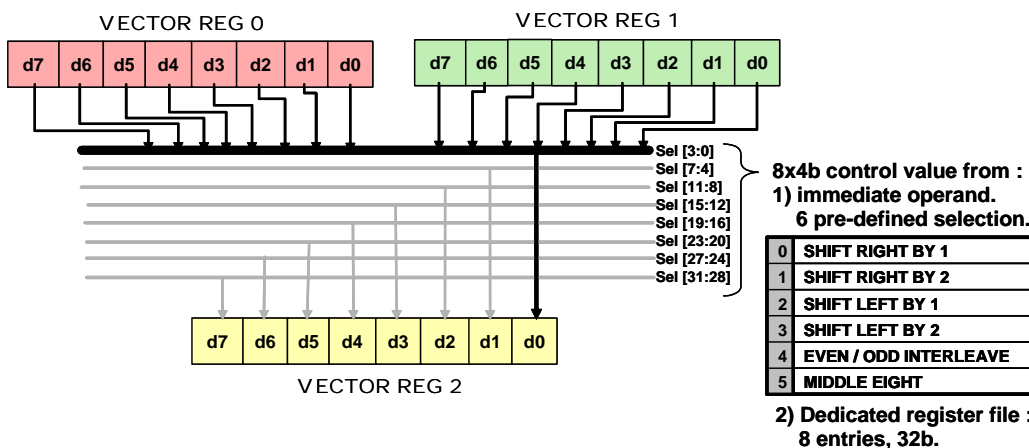 VECTOR REG 0
VECTOR REG 1
d7 d6 d5 d4 d3 d2 d1 d0
d7 d6 d5 d4 d3 d2 d1 d0
Sel [3:0]
Sel [7:4]
Sel [11:8]
Sel [15:12]
Sel [19:16]
Sel [23:20]
Sel [27:24]
Sel [31:28]
8x4b control value from :
1) immediate operand.
6 pre-defined selection.
0 SHIFT RIGHT BY 1
1 SHIFT RIGHT BY 2
2 SHIFT LEFT BY 1
3 SHIFT LEFT BY 2
4 EVEN / ODD INTERLEAVE
5 MIDDLE EIGHT
2) Dedicated register file :
8 entries, 32b.
d7 d6 d5 d4 d3 d2 d1 d0
VECTOR REG 2